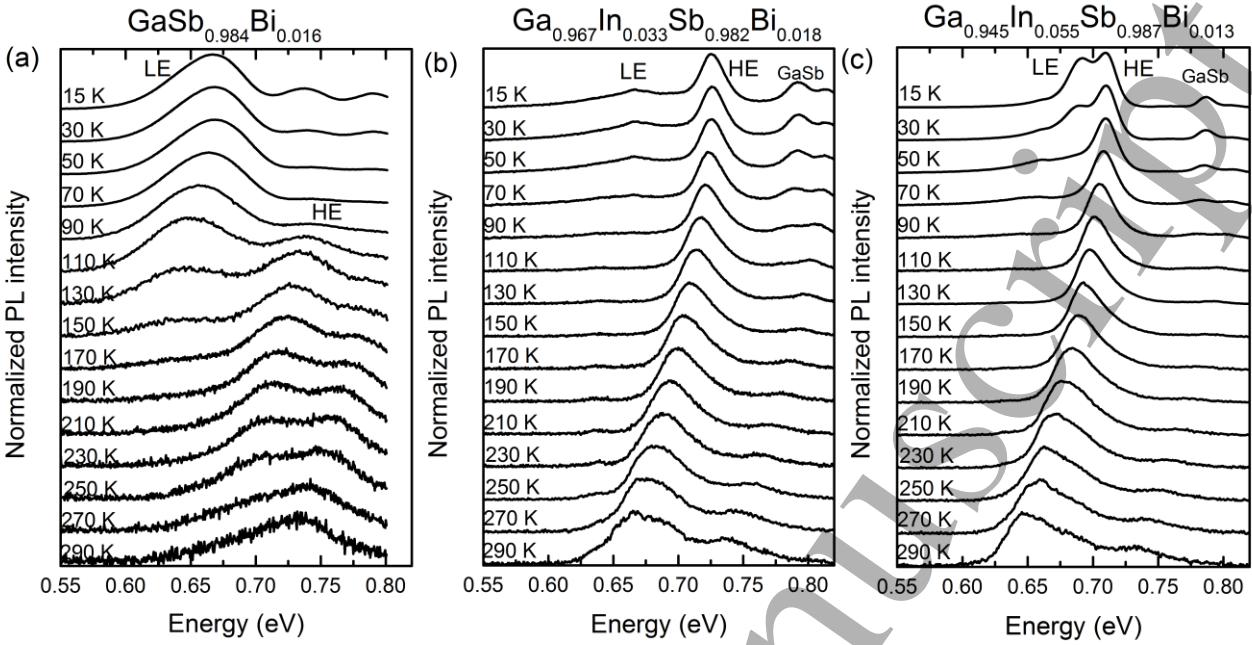 GaSb0.984Bi0.016
(a)
LE
HE
15 K
30 K
50 K
70 K
90 K
110 K
130 K
150 K
170 K
190 K
210 K
230 K
250 K
270 K
290 K
Normalized PL intensity
0.55 0.60 0.65 0.70 0.75 0.80
Energy (eV)
Ga0.967In0.033Sb0.982Bi0.018
(b)
LE
HE
GaSb
15 K
30 K
50 K
70 K
90 K
110 K
130 K
150 K
170 K
190 K
210 K
230 K
250 K
270 K
290 K
Normalized PL intensity
0.55 0.60 0.65 0.70 0.75 0.80
Energy (eV)
Ga0.945In0.055Sb0.987Bi0.013
(c)
LE
HE
GaSb
15 K
30 K
50 K
70 K
90 K
110 K
130 K
150 K
170 K
190 K
210 K
230 K
250 K
270 K
290 K
Normalized PL intensity
0.55 0.60 0.65 0.70 0.75 0.80
Energy (eV)
nuscript